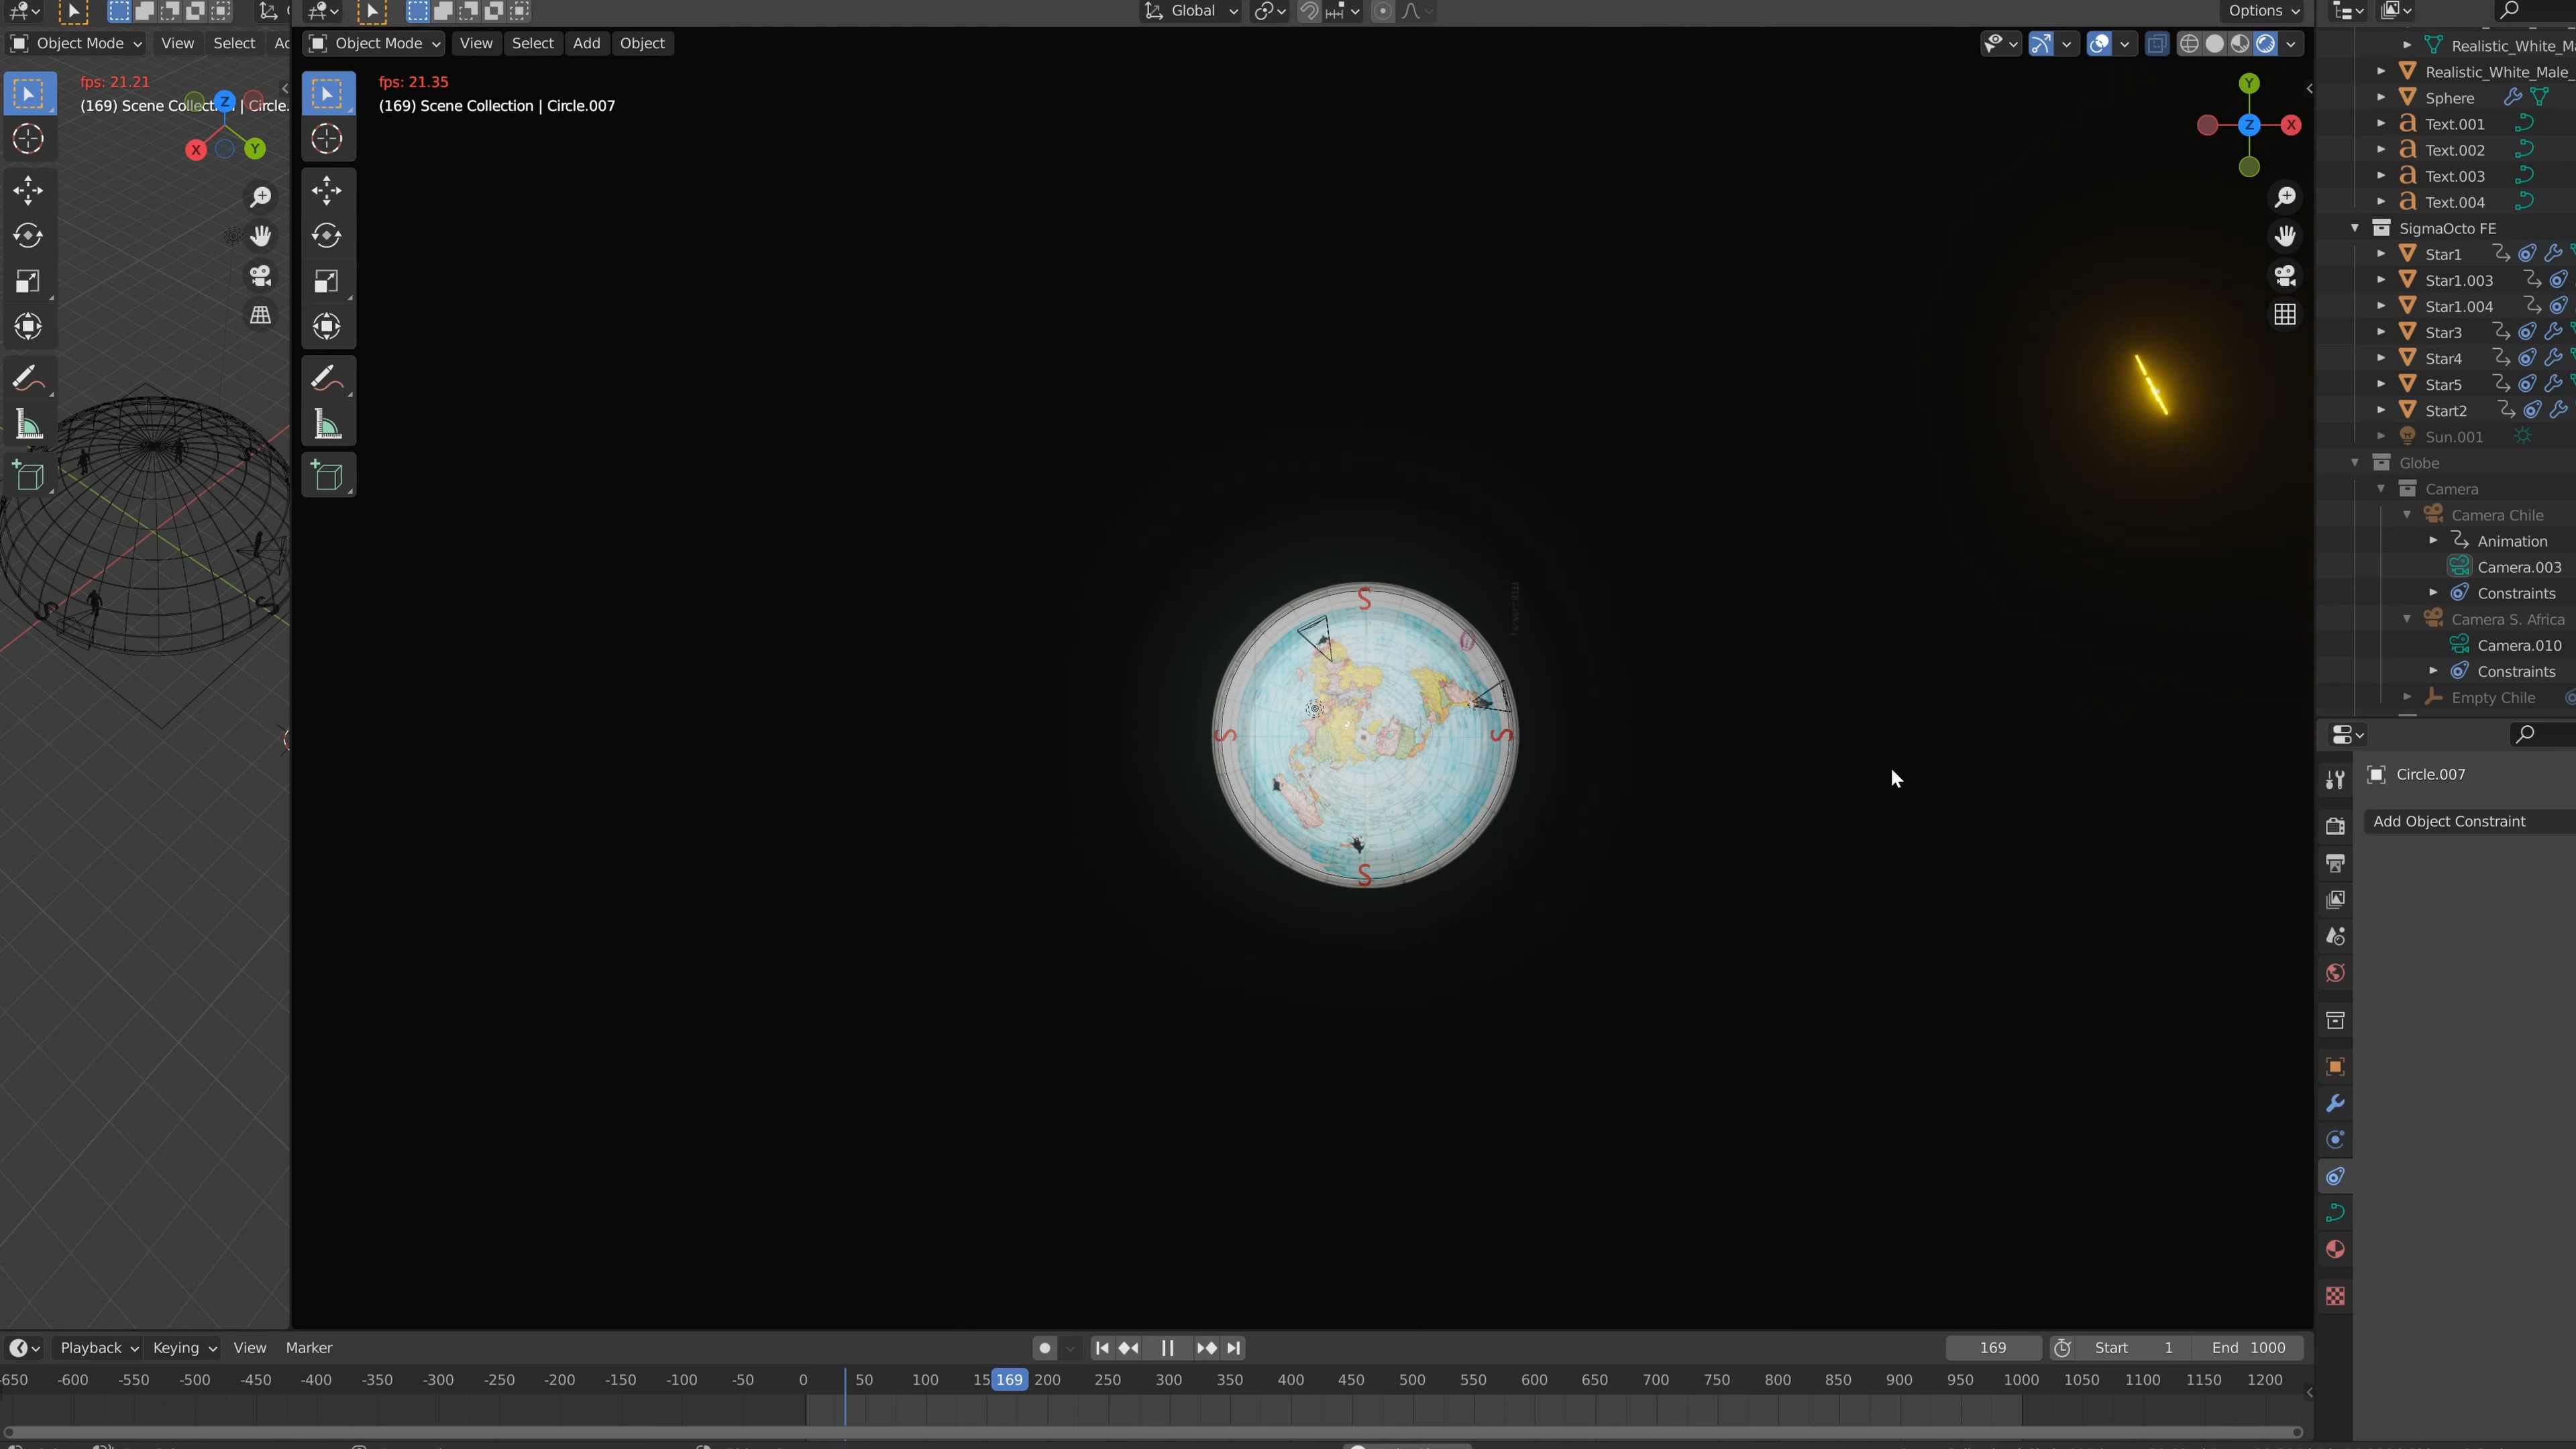 Global
Options
Object Mode View Select
Object Mode View Select Add Object
fps: 21.21
(169) Scene Collect | Circle.
fps: 21.35
(169) Scene Collection | Circle.007
Z
X
Y
Y
Z
X
S
S
S
S
Realistic_White_M
Realistic_White_Male_
Sphere
Text.001
Text.002
Text.003
Text.004
SigmaOcto FE
Star1
Star1.003
Star1.004
Star3
Star4
Star5
Start2
Sun.001
Globe
Camera
Camera Chile
Animation
Camera.003
Constraints
Camera S. Africa
Camera.010
Constraints
Empty Chile
Circle.007
Add Object Constraint
Playback Keying View Marker
169 Start 1 End 1000
-650 -600 -550 -500 -450 -400 -350 -300 -250 -200 -150 -100 -50 0 50 100 15 169 200 250 300 350 400 450 500 550 600 650 700 750 800 850 900 950 1000 1050 1100 1150 1200